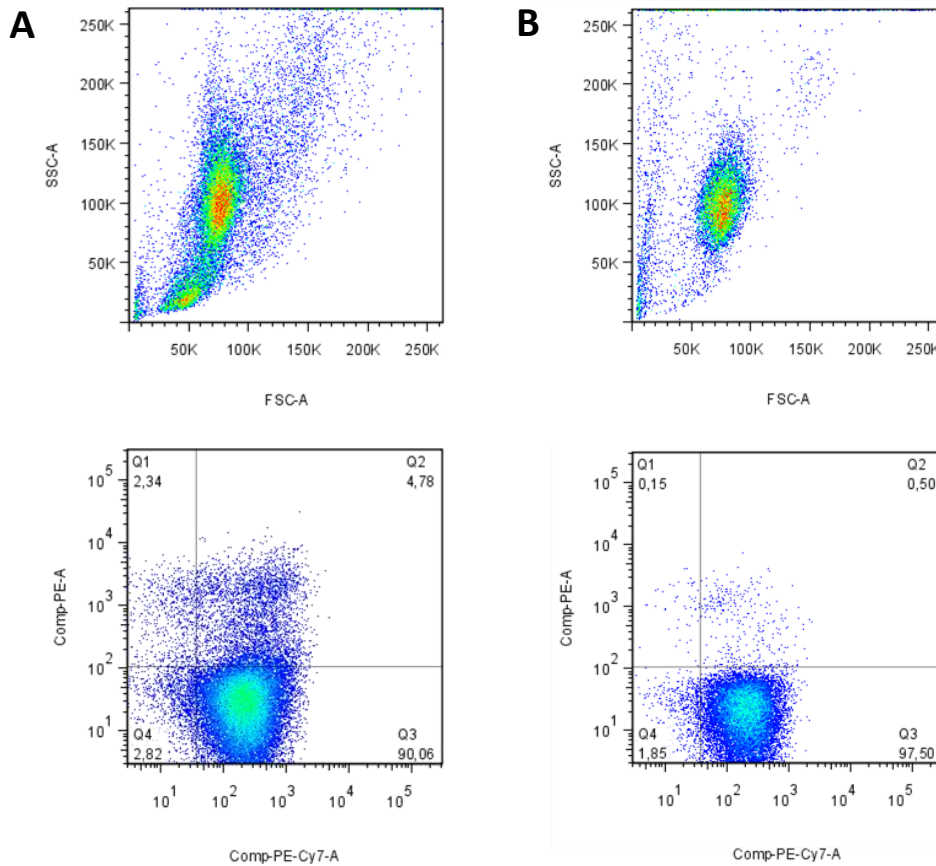 A
B
250K
200K
150K
100K
50K
SSC-A
50K 100K 150K 200K 250K
FSC-A
250K
200K
150K
100K
50K
SSC-A
50K 100K 150K 200K 250K
FSC-A
Q1
2,34
Q2
4,78
10^5
10^4
10^3
10^2
10^1
Comp-PE-A
Q4
2,82
Q3
90,06
10^1 10^2 10^3 10^4 10^5
Comp-PE-Cy7-A
Q1
0,15
Q2
0,50
10^5
10^4
10^3
10^2
10^1
Comp-PE-A
Q4
1,85
Q3
97,50
10^1 10^2 10^3 10^4 10^5
Comp-PE-Cy7-A